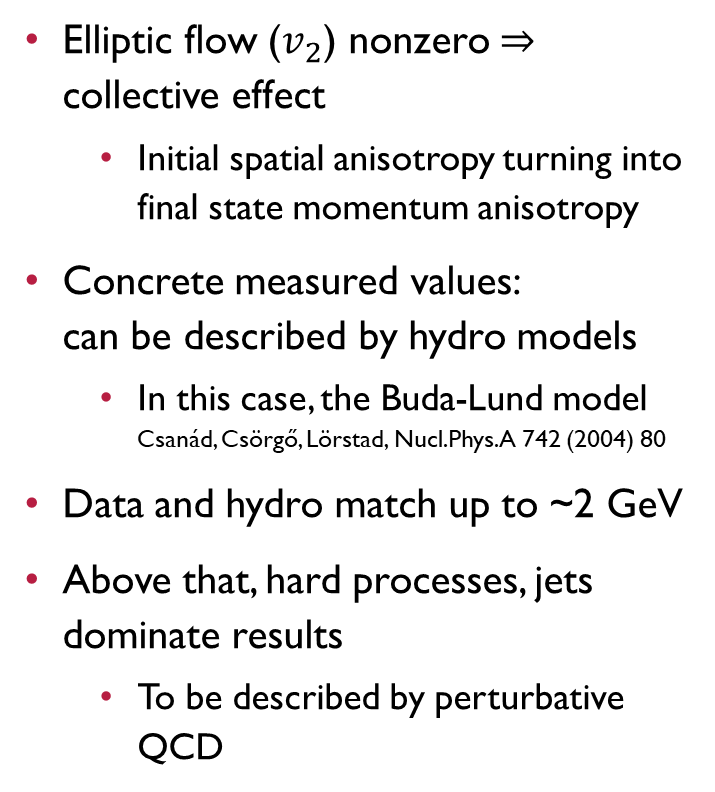 • Elliptic flow (𝑣₂) nonzero ⇒
collective effect
• Initial spatial anisotropy turning into
final state momentum anisotropy
• Concrete measured values:
can be described by hydro models
• In this case, the Buda-Lund model
Csanád, Csörgő, Lörstad, Nucl.Phys.A 742 (2004) 80
• Data and hydro match up to ~2 GeV
• Above that, hard processes, jets
dominate results
• To be described by perturbative
QCD